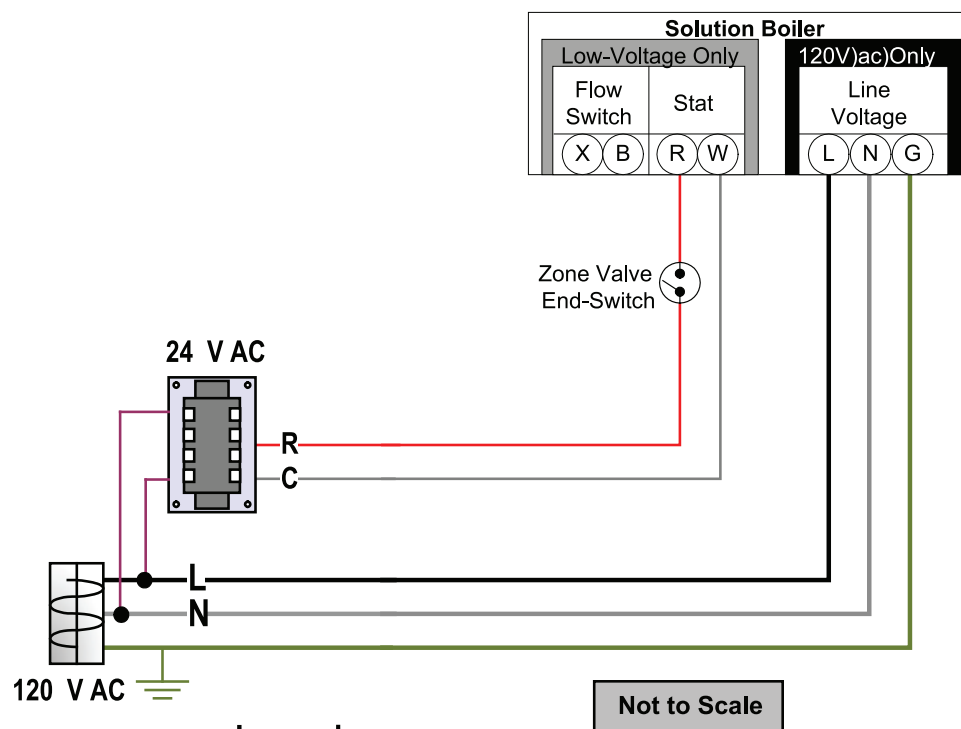 Solution Boiler
Low-Voltage Only
120V)ac)Only
Flow
Switch
Stat
Line
Voltage
X B R W L N G
Zone Valve
End-Switch
24 V AC
R
C
L
N
120 V AC
Not to Scale